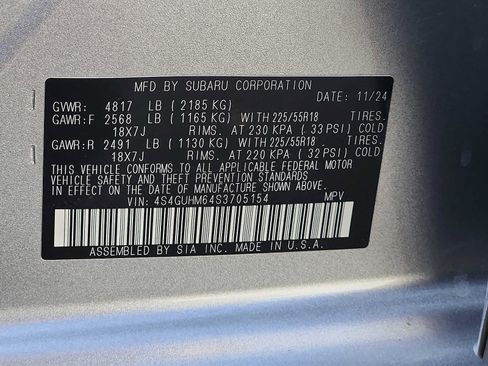 MFD BY SUBARU CORPORATION
DATE: 11/24
GVWR: 4817 LB (2185 KG)
GAWR:F 2568 LB (1165 KG) WITH 225/55R18 TIRES.
18X7J RIMS. AT 230 KPA (33 PSI) COLD
GAWR:R 2491 LB (1130 KG) WITH 225/55R18 TIRES.
18X7J RIMS. AT 220 KPA (32 PSI) COLD
THIS VEHICLE CONFORMS TO ALL APPLICABLE FEDERAL MOTOR
VEHICLE SAFETY AND THEFT PREVENTION STANDARDS
IN EFFECT ON THE DATE OF MANUFACTURE SHOWN ABOVE.
VIN: 4S4GUHM64S3705154 MPV
ASSEMBLED BY SIA INC. MADE IN U.S.A.